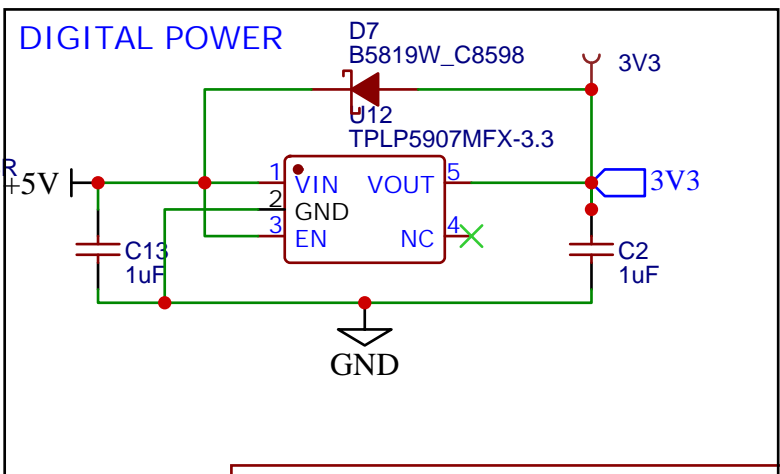 DIGITAL POWER
D7
B5819W_C8598
3V3
U12
TPLP5907MFX-3.3
R
+5V
1
VIN
VOUT
5
3V3
2
GND
3
EN
NC
4
C13
1uF
C2
1uF
GND